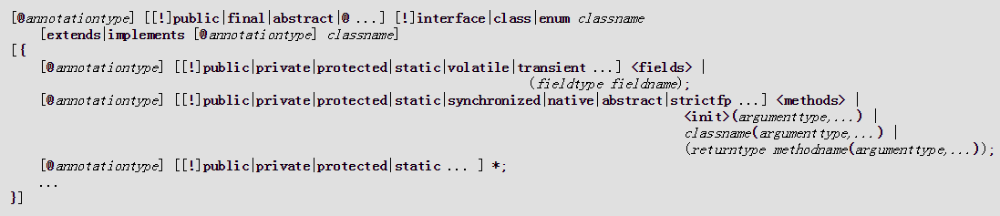 [@annotationtype] [[!]public|final|abstract|@ ...] [!]interface|class|enum classname
[extends|implements [@annotationtype] classname]
[{
[@annotationtype] [[!]public|private|protected|static|volatile|transient ...] <fields> |
(fieldtype fieldname);
[@annotationtype] [[!]public|private|protected|static|synchronized|native|abstract|strictfp ...] <methods> |
<init>(argumenttype,...) |
classname(argumenttype,...) |
(returntype methodname(argumenttype,...));
[@annotationtype] [[!]public|private|protected|static ... ] *;
...
}]